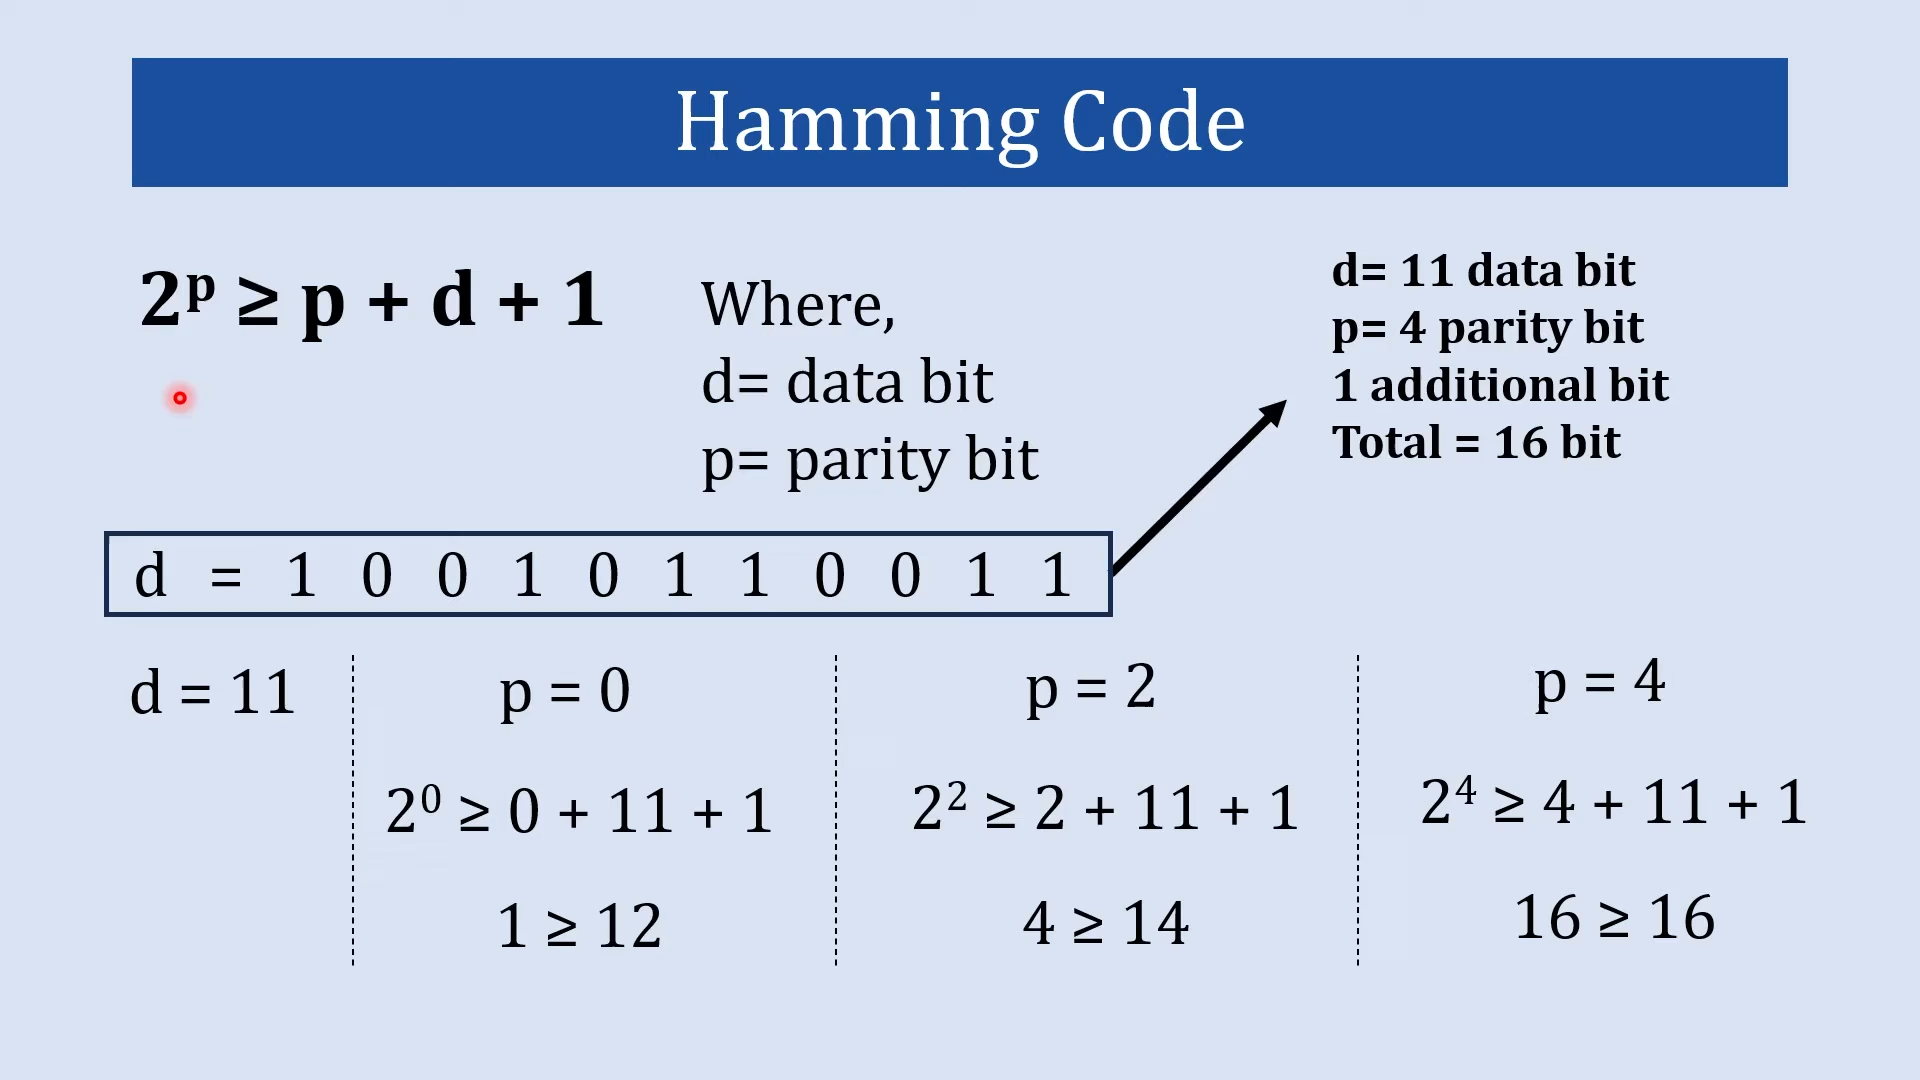 Hamming Code
2ᵖ ≥ p + d + 1
Where,
d= data bit
p= parity bit
d= 11 data bit
p= 4 parity bit
1 additional bit
Total = 16 bit
d = 1 0 0 1 0 1 1 0 0 1 1
d = 11
p = 0
2⁰ ≥ 0 + 11 + 1
1 ≥ 12
p = 2
2² ≥ 2 + 11 + 1
4 ≥ 14
p = 4
2⁴ ≥ 4 + 11 + 1
16 ≥ 16